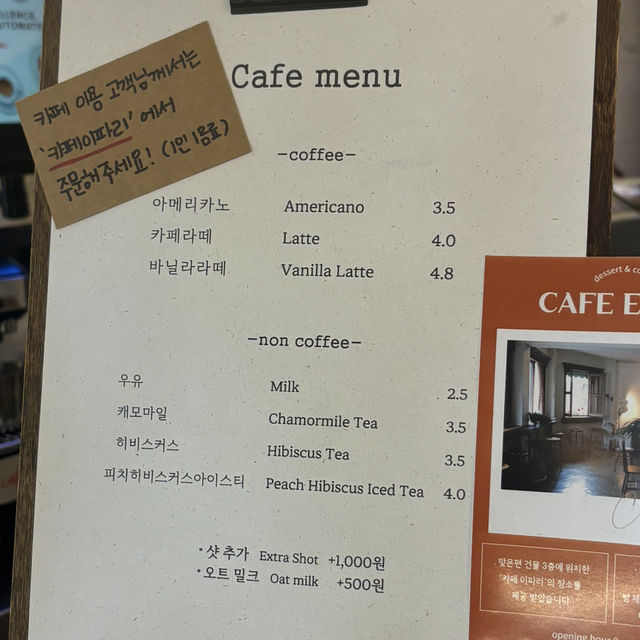 LLENCE
AUTOMATE
카페 이용 고객님께서는
'카페이파리'에서
주문해주세요! (1인 1음료)
Cafe menu
-coffee-
아메리카노 Americano 3.5
카페라떼 Latte 4.0
바닐라라떼 Vanilla Latte 4.8
-non coffee-
우유 Milk 2.5
캐모마일 Chamormile Tea 3.5
히비스커스 Hibiscus Tea 3.5
피치히비스커스아이스티 Peach Hibiscus Iced Tea 4.0
• 샷 추가 Extra Shot +1,000원
• 오트 밀크 Oat milk +500원
dessert & co
CAFE E
맞은편 건물 3층에 위치한
'카페 이파리'의 장소를
제공 받았습니다
opening hour